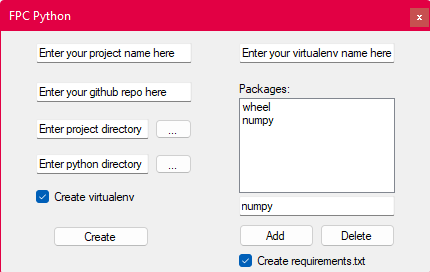 FPC Python
x
Enter your project name here
Enter your github repo here
Enter project directory
...
Enter python directory
...
Create virtualenv
Create
Enter your virtualenv name here
Packages:
wheel
numpy
numpy
Add
Delete
Create requirements.txt